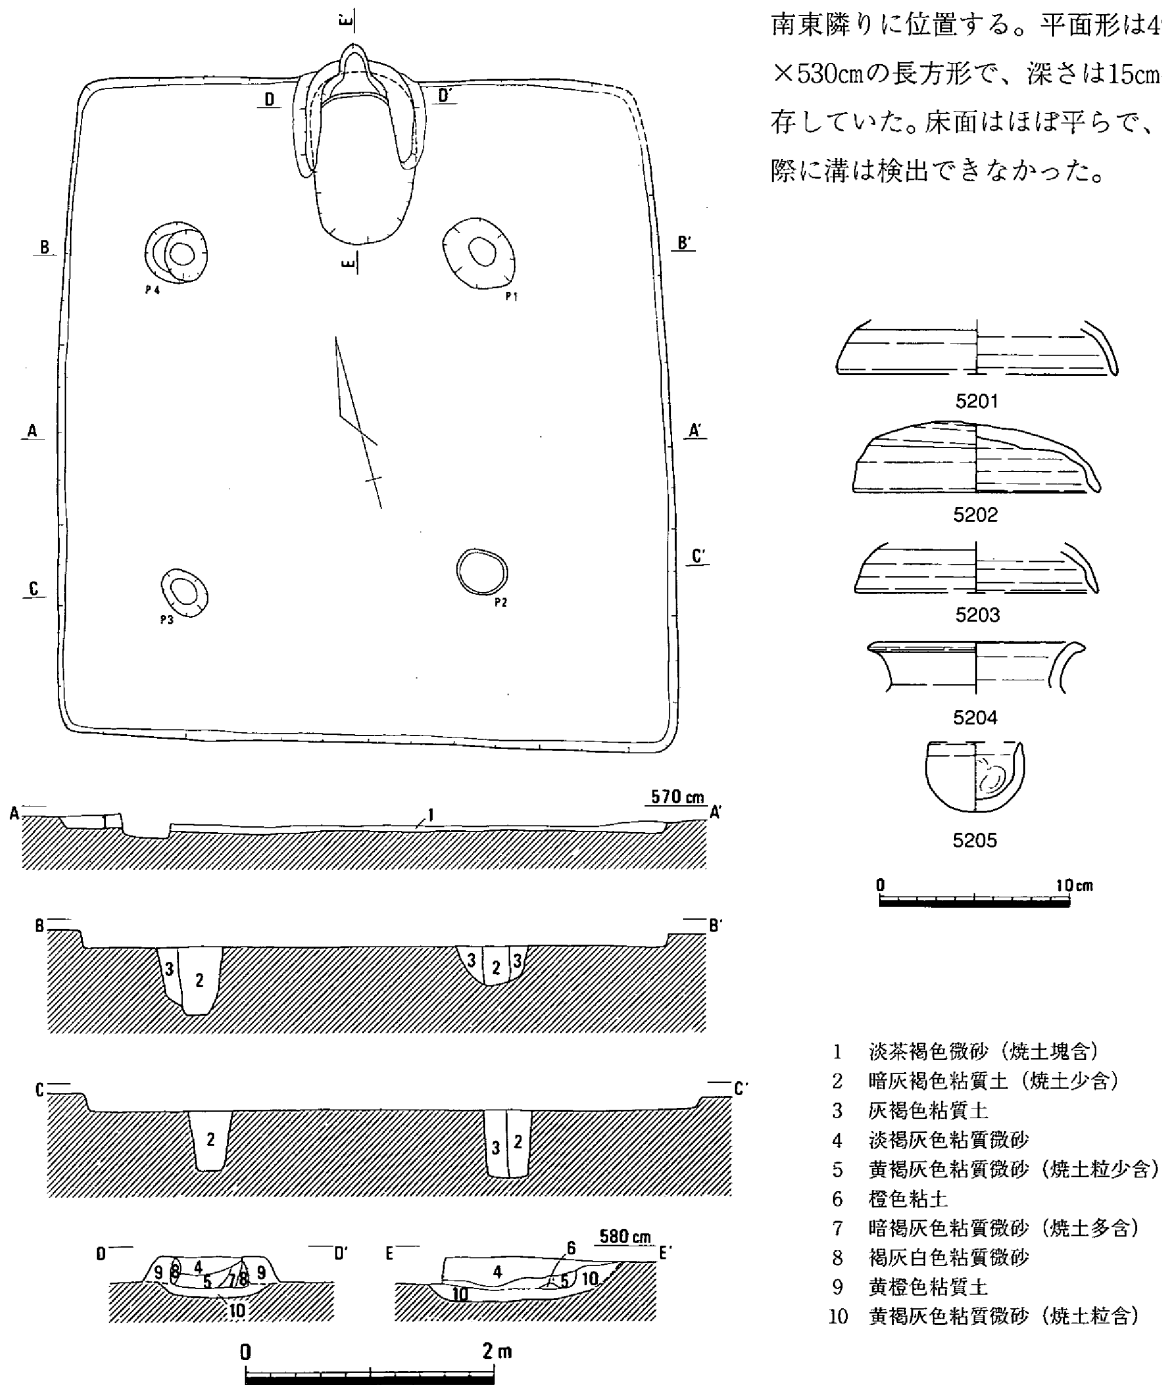 南東隣りに位置する。平面形は4
×530cmの長方形で、深さは15cm
存していた。床面はほぼ平らで、
際に溝は検出できなかった。
E'
D
D'
B
E
B'
P4
P1
A
A'
C
C'
P3
P2
5201
5202
5203
5204
5205
0 10cm
A
1
570 cm
A'
B
3
2
3
2
3
B'
C
2
3
2
C'
D
9
8
4
5
7
8
9
10
D'
E
4
6
5
10
10
580 cm
E'
0 2m
1 淡茶褐色微砂（焼土塊含）
2 暗灰褐色粘質土（焼土少含）
3 灰褐色粘質土
4 淡褐灰色粘質微砂
5 黄褐灰色粘質微砂（焼土粒少含）
6 橙色粘土
7 暗褐灰色粘質微砂（焼土多含）
8 褐灰白色粘質微砂
9 黄橙色粘質土
10 黄褐灰色粘質微砂（焼土粒含）